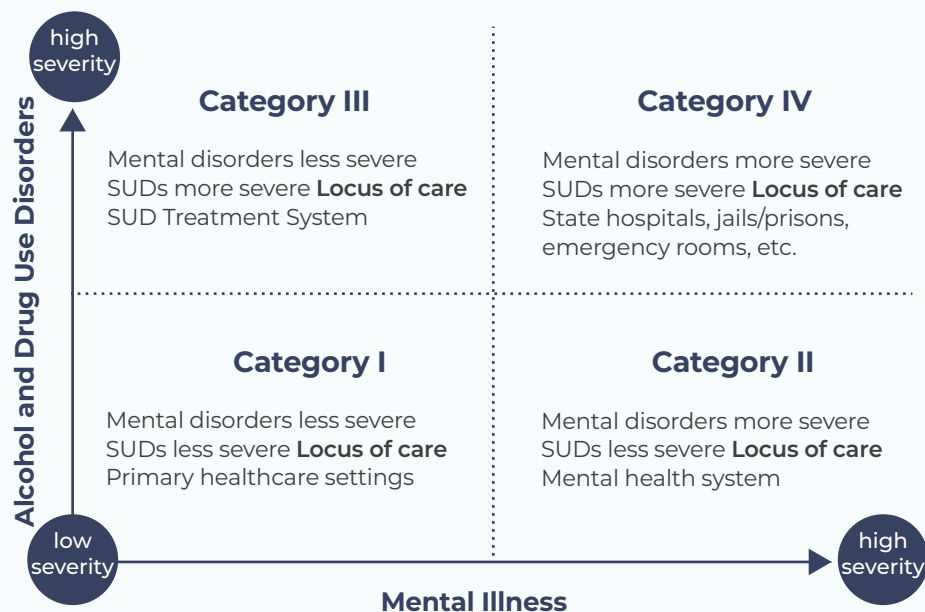 high
severity
Alcohol and Drug Use Disorders
Category III
Mental disorders less severe
SUDs more severe Locus of care
SUD Treatment System
Category IV
Mental disorders more severe
SUDs more severe Locus of care
State hospitals, jails/prisons,
emergency rooms, etc.
Category I
Mental disorders less severe
SUDs less severe Locus of care
Primary healthcare settings
Category II
Mental disorders more severe
SUDs less severe Locus of care
Mental health system
low
severity
high
severity
Mental Illness